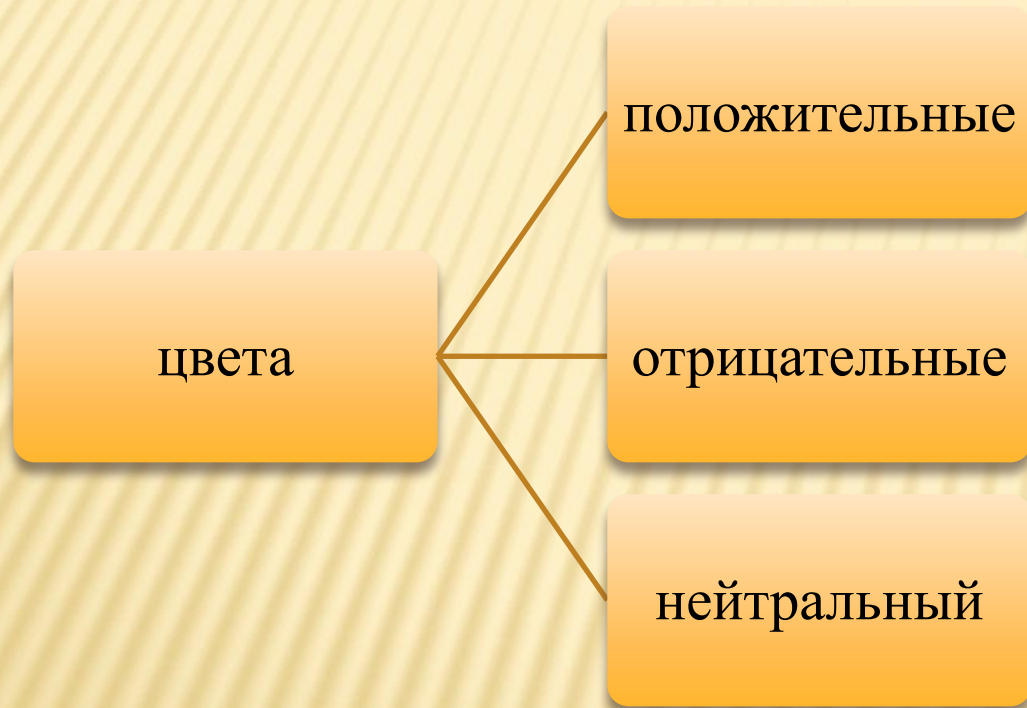 цвета
положительные
отрицательные
нейтральный